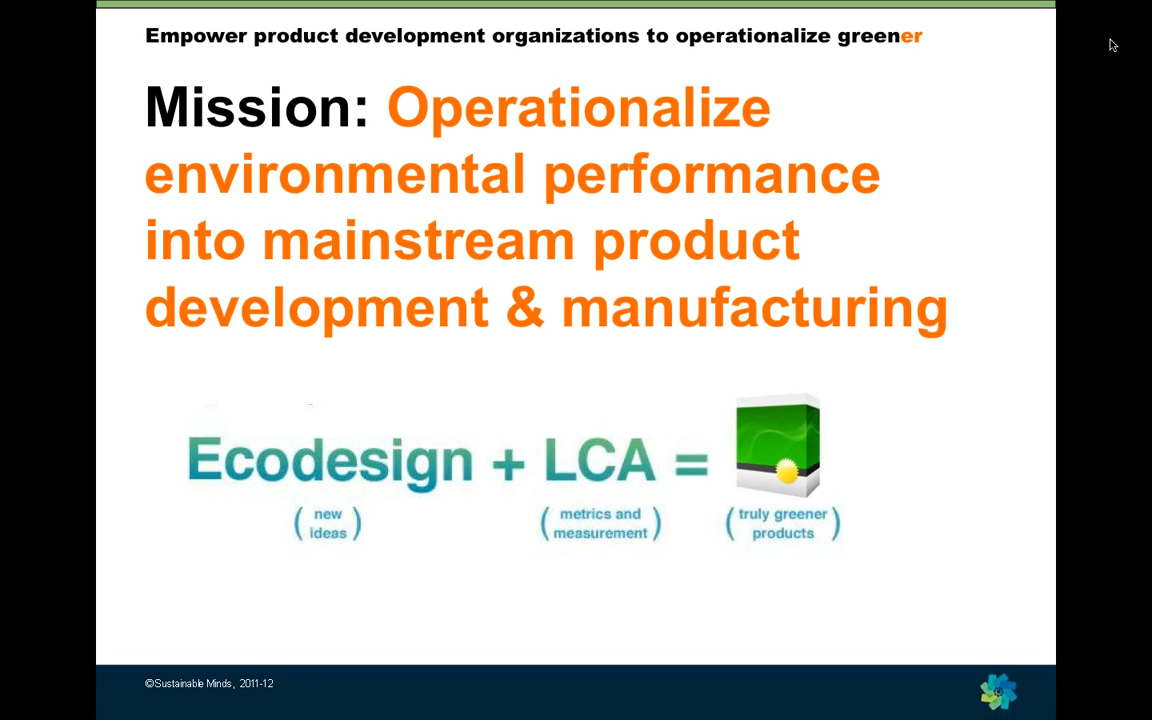 Empower product development organizations to operationalize greener
Mission: Operationalize
environmental performance
into mainstream product
development & manufacturing
Ecodesign + LCA =
( new ideas ) ( metrics and measurement ) ( truly greener products )
©Sustainable Minds, 2011-12